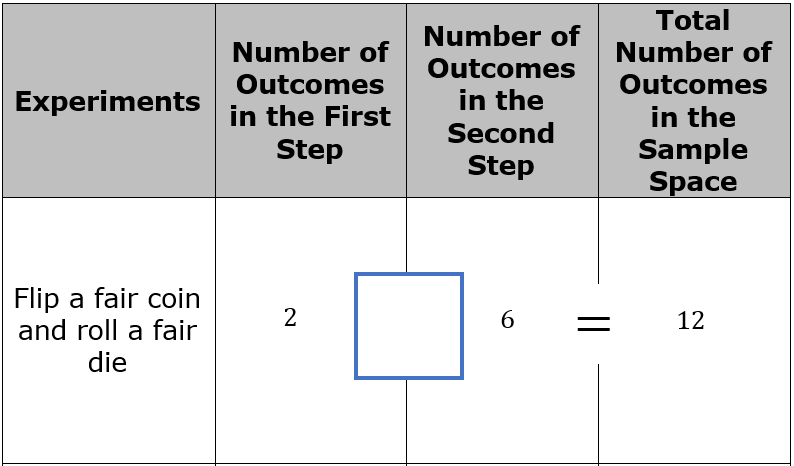 Experiments
Number of
Outcomes
in the First
Step
Number of
Outcomes
in the
Second
Step
Total
Number of
Outcomes
in the
Sample
Space
Flip a fair coin
and roll a fair
die
2
6
=
12